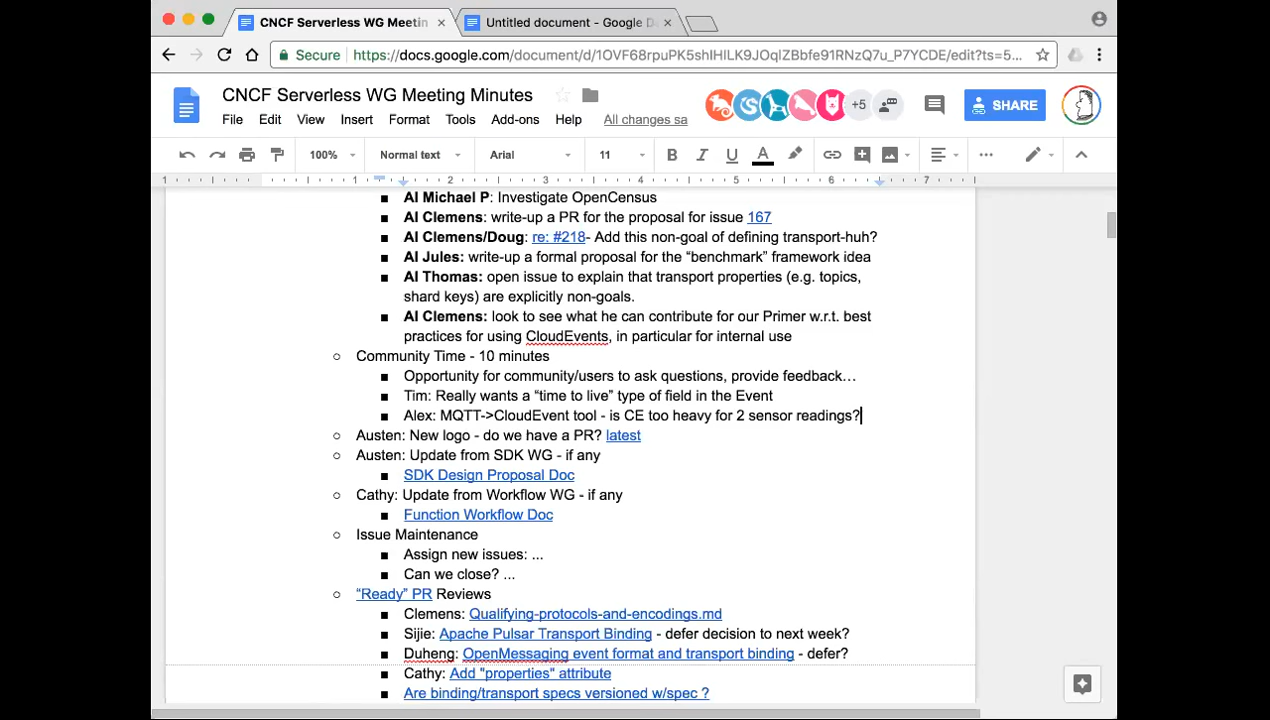 CNCF Serverless WG Meetin
Untitled document - Google D
Secure
https://docs.google.com/document/d/1OVF68rpuPK5shIHILK9JOqlZBbfe91RNzQ7u_P7YCDE/edit?ts=5...
CNCF Serverless WG Meeting Minutes
+5
SHARE
File Edit View Insert Format Tools Add-ons Help All changes sa
100% Normal text Arial 11 B I U A
1 1 2 3 4 5 6 7
■ AI Michael P: Investigate OpenCensus
■ AI Clemens: write-up a PR for the proposal for issue 167
■ AI Clemens/Doug: re: #218- Add this non-goal of defining transport-huh?
■ AI Jules: write-up a formal proposal for the “benchmark” framework idea
■ AI Thomas: open issue to explain that transport properties (e.g. topics,
shard keys) are explicitly non-goals.
■ AI Clemens: look to see what he can contribute for our Primer w.r.t. best
practices for using CloudEvents, in particular for internal use
○ Community Time - 10 minutes
■ Opportunity for community/users to ask questions, provide feedback…
■ Tim: Really wants a “time to live” type of field in the Event
■ Alex: MQTT->CloudEvent tool - is CE too heavy for 2 sensor readings?
○ Austen: New logo - do we have a PR? latest
○ Austen: Update from SDK WG - if any
■ SDK Design Proposal Doc
○ Cathy: Update from Workflow WG - if any
■ Function Workflow Doc
○ Issue Maintenance
■ Assign new issues: ...
■ Can we close? ...
○ “Ready” PR Reviews
■ Clemens: Qualifying-protocols-and-encodings.md
■ Sijie: Apache Pulsar Transport Binding - defer decision to next week?
■ Duheng: OpenMessaging event format and transport binding - defer?
■ Cathy: Add "properties" attribute
■ Are binding/transport specs versioned w/spec ?